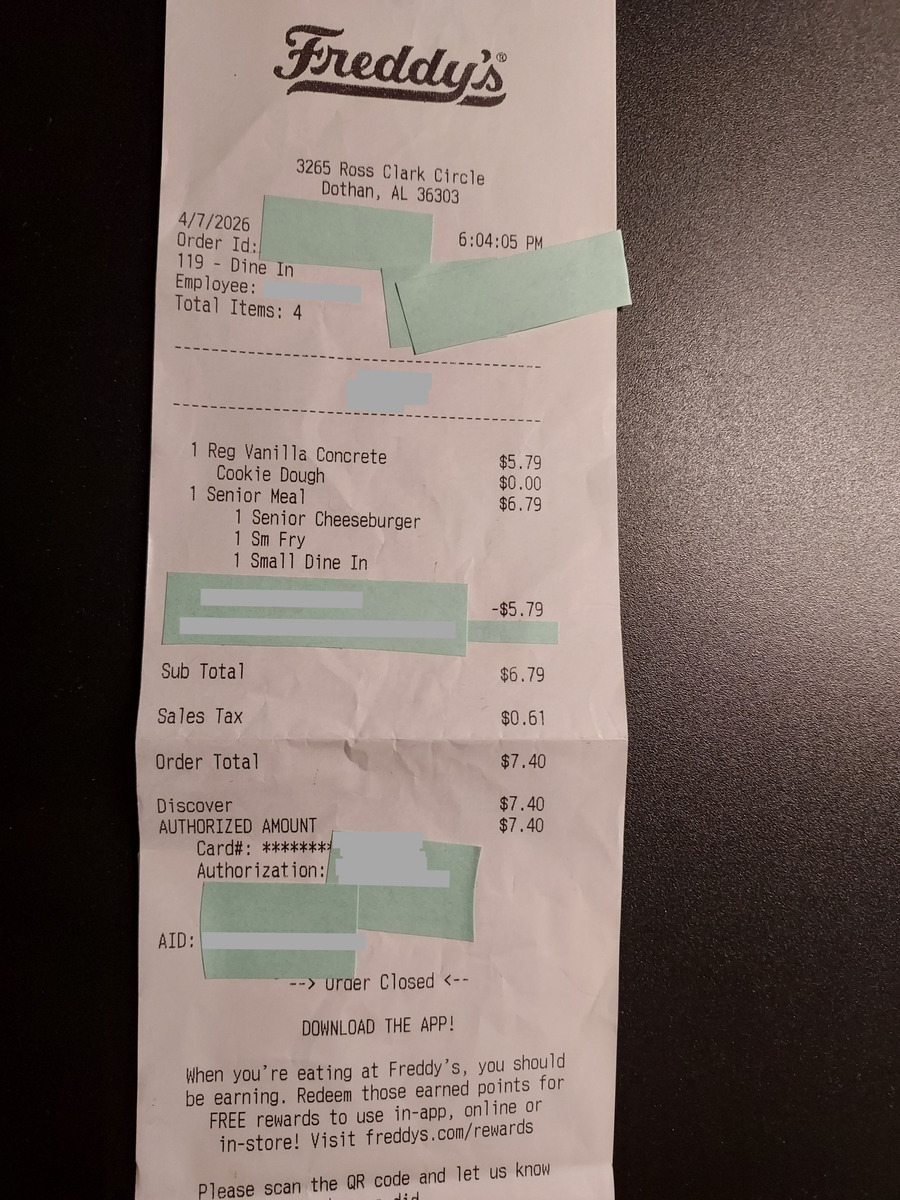 Freddy's®
3265 Ross Clark Circle
Dothan, AL 36303
4/7/2026 6:04:05 PM
Order Id:
119 - Dine In
Employee:
Total Items: 4
1 Reg Vanilla Concrete $5.79
Cookie Dough $0.00
1 Senior Meal $6.79
1 Senior Cheeseburger
1 Sm Fry
1 Small Dine In
-$5.79
Sub Total $6.79
Sales Tax $0.61
Order Total $7.40
Discover $7.40
AUTHORIZED AMOUNT $7.40
Card#: ********
Authorization:
AID:
--> Order Closed <--
DOWNLOAD THE APP!
When you're eating at Freddy's, you should
be earning. Redeem those earned points for
FREE rewards to use in-app, online or
in-store! Visit freddys.com/rewards
Please scan the QR code and let us know
did